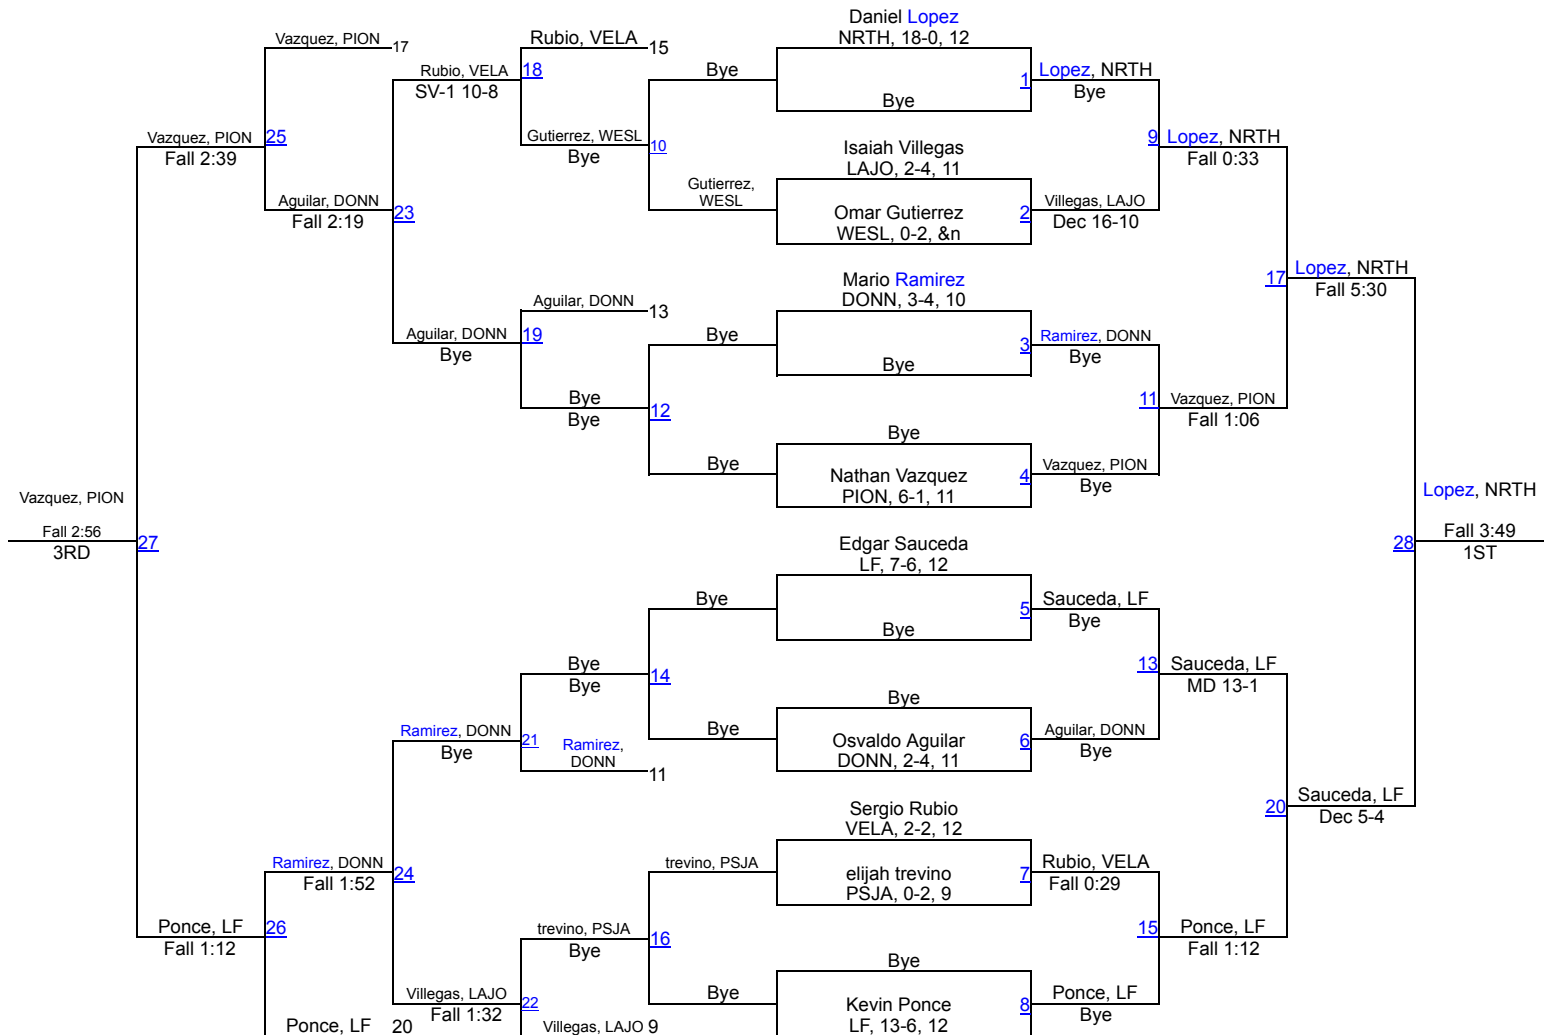 Daniel Lopez
NRTH, 18-0, 12
Vazquez, PION
17
Rubio, VELA
15
Rubio, VELA
18
SV-1 10-8
Bye
1
Lopez, NRTH
Bye
Bye
Vazquez, PION
25
Fall 2:39
Gutierrez, WESL
10
Bye
Isaiah Villegas
LAJO, 2-4, 11
9
Lopez, NRTH
Fall 0:33
Gutierrez,
WESL
Aguilar, DONN
23
Fall 2:19
Omar Gutierrez
WESL, 0-2, &n
2
Villegas, LAJO
Dec 16-10
Mario Ramirez
DONN, 3-4, 10
17
Lopez, NRTH
Fall 5:30
Aguilar, DONN
13
Aguilar, DONN
19
Bye
Bye
3
Ramirez, DONN
Bye
Bye
Bye
Bye
12
11
Vazquez, PION
Fall 1:06
Bye
Bye
Nathan Vazquez
PION, 6-1, 11
4
Vazquez, PION
Bye
Vazquez, PION
Fall 2:56
3RD
27
Lopez, NRTH
28
Fall 3:49
1ST
Edgar Sauceda
LF, 7-6, 12
Bye
5
Sauceda, LF
Bye
Bye
Bye
Bye
14
13
Sauceda, LF
MD 13-1
Bye
Ramirez, DONN
21
Bye
Ramirez,
DONN
11
Bye
Osvaldo Aguilar
DONN, 2-4, 11
6
Aguilar, DONN
Bye
20
Sauceda, LF
Dec 5-4
Sergio Rubio
VELA, 2-2, 12
Ramirez, DONN
24
Fall 1:52
trevino, PSJA
elijah trevino
PSJA, 0-2, 9
7
Rubio, VELA
Fall 0:29
Ponce, LF
26
Fall 1:12
trevino, PSJA
16
Bye
15
Ponce, LF
Fall 1:12
Bye
Villegas, LAJO
22
Fall 1:32
Bye
Kevin Ponce
LF, 13-6, 12
8
Ponce, LF
Bye
Ponce, LF
20
Villegas, LAJO
9